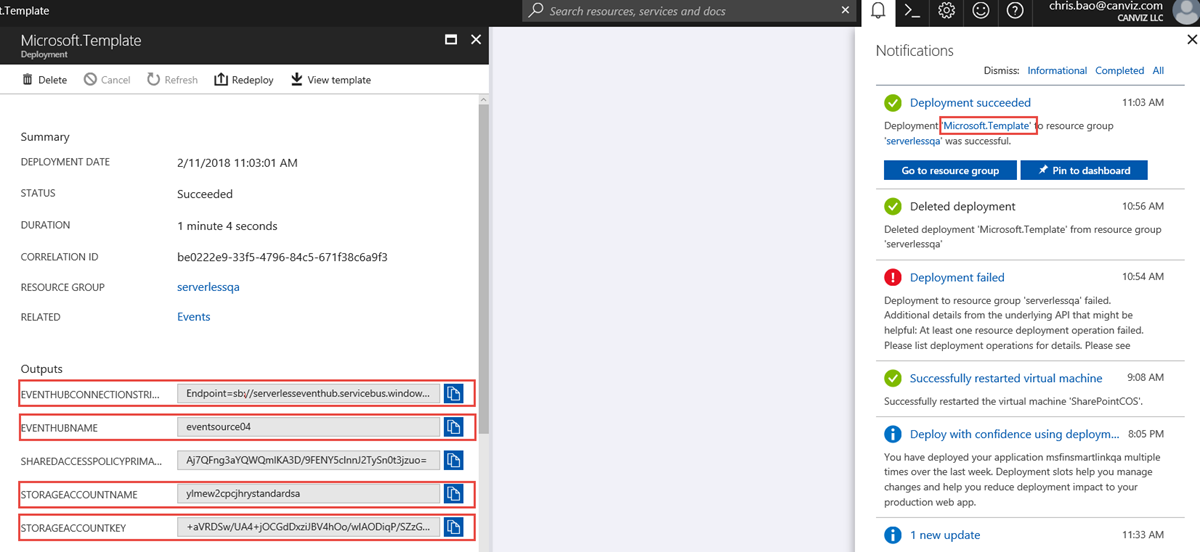 t.Template
Search resources, services and docs
chris.bao@canviz.com
CANVIZ LLC
Microsoft.Template
Deployment
Delete
Cancel
Refresh
Redeploy
View template
Summary
DEPLOYMENT DATE
2/11/2018 11:03:01 AM
STATUS
Succeeded
DURATION
1 minute 4 seconds
CORRELATION ID
be0222e9-33f5-4796-84c5-671f38c6a9f3
RESOURCE GROUP
serverlessqa
RELATED
Events
Outputs
EVENTHUBCONNECTIONSTRI...
Endpoint=sb://serverlesseventhub.servicebus.window...
EVENTHUBNAME
eventsource04
SHAREDACCESSPOLICYPRIMA...
Aj7QFng3aYQWQmlKA3D/9FENY5cInnJ2TySn0t3jzuo=
STORAGEACCOUNTNAME
ylmew2cpcjhrystandardsa
STORAGEACCOUNTKEY
+aVRDSw/UA4+jOCGdDxziJBV4hOo/wIAODiqP/SZzG...
Notifications
Dismiss: Informational Completed All
Deployment succeeded 11:03 AM
Deployment 'Microsoft.Template' to resource group
'serverlessqa' was successful.
Go to resource group
Pin to dashboard
Deleted deployment 10:56 AM
Deleted deployment 'Microsoft.Template' from resource group
'serverlessqa'
Deployment failed 10:54 AM
Deployment to resource group 'serverlessqa' failed.
Additional details from the underlying API that might be
helpful: At least one resource deployment operation failed.
Please list deployment operations for details. Please see
Successfully restarted virtual machine 9:08 AM
Successfully restarted the virtual machine 'SharePointCOS'.
Deploy with confidence using deploym... 8:05 PM
You have deployed your application msfinsmartlinkqa multiple
times over the last week. Deployment slots help you manage
changes and help you reduce deployment impact to your
production web app.
1 new update 11:33 AM